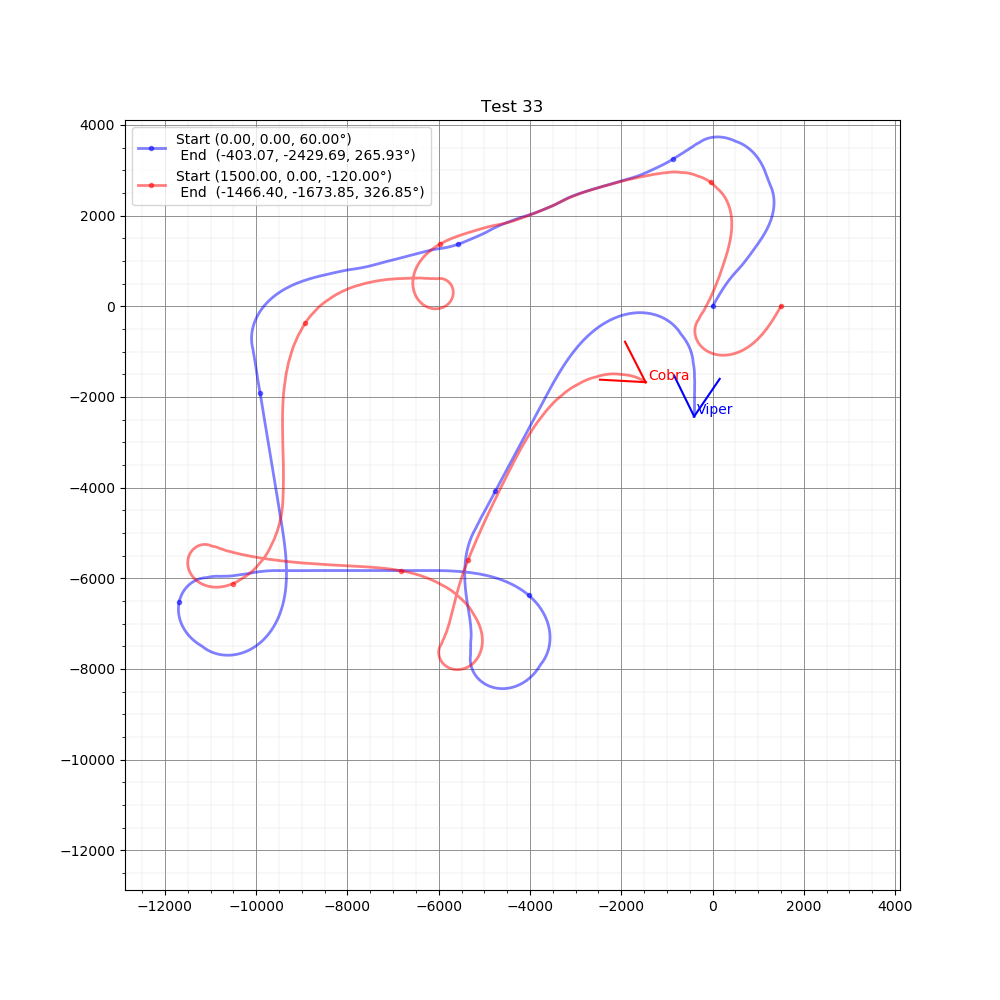 Test 33
Start (0.00, 0.00, 60.00°)
End  (-403.07, -2429.69, 265.93°)
Start (1500.00, 0.00, -120.00°)
End  (-1466.40, -1673.85, 326.85°)
4000
2000
0
−2000
−4000
−6000
−8000
−10000
−12000
Cobra
Viper
−12000 −10000 −8000 −6000 −4000 −2000 0 2000 4000